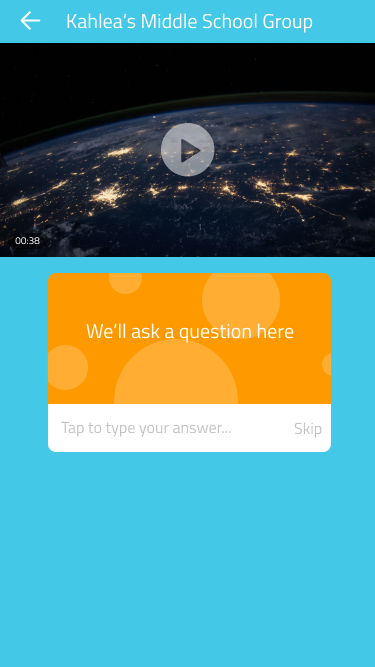 Kahlea’s Middle School Group
00:38
We’ll ask a question here
Tap to type your answer... Skip